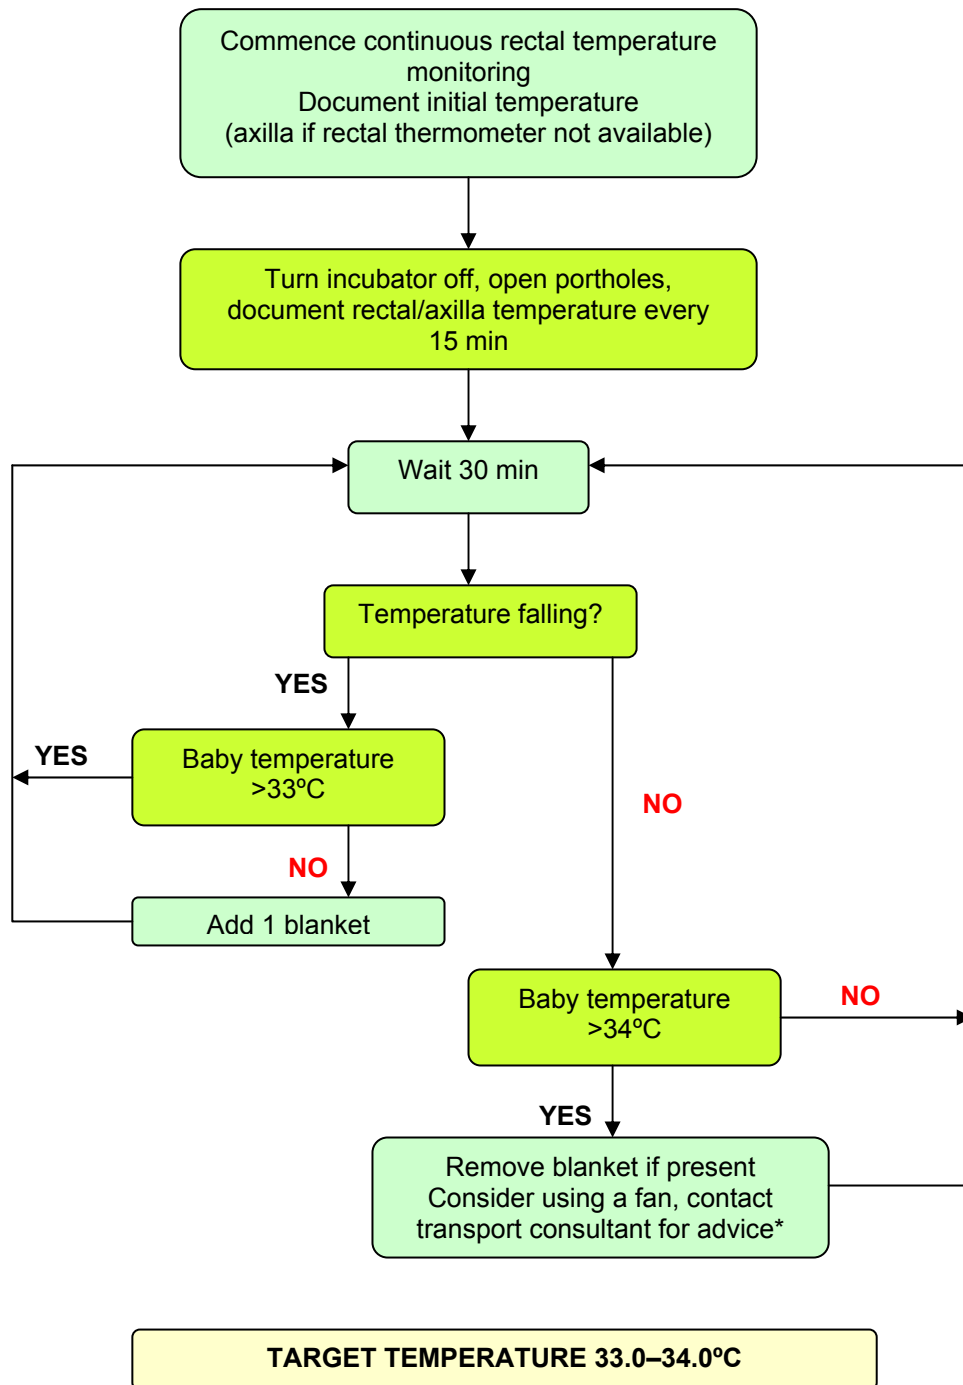 Commence continuous rectal temperature
monitoring
Document initial temperature
(axilla if rectal thermometer not available)
Turn incubator off, open portholes,
document rectal/axilla temperature every
15 min
Wait 30 min
Temperature falling?
YES
YES
Baby temperature
>33ºC
NO
NO
Add 1 blanket
Baby temperature
>34ºC
NO
YES
Remove blanket if present
Consider using a fan, contact
transport consultant for advice*
TARGET TEMPERATURE 33.0–34.0ºC